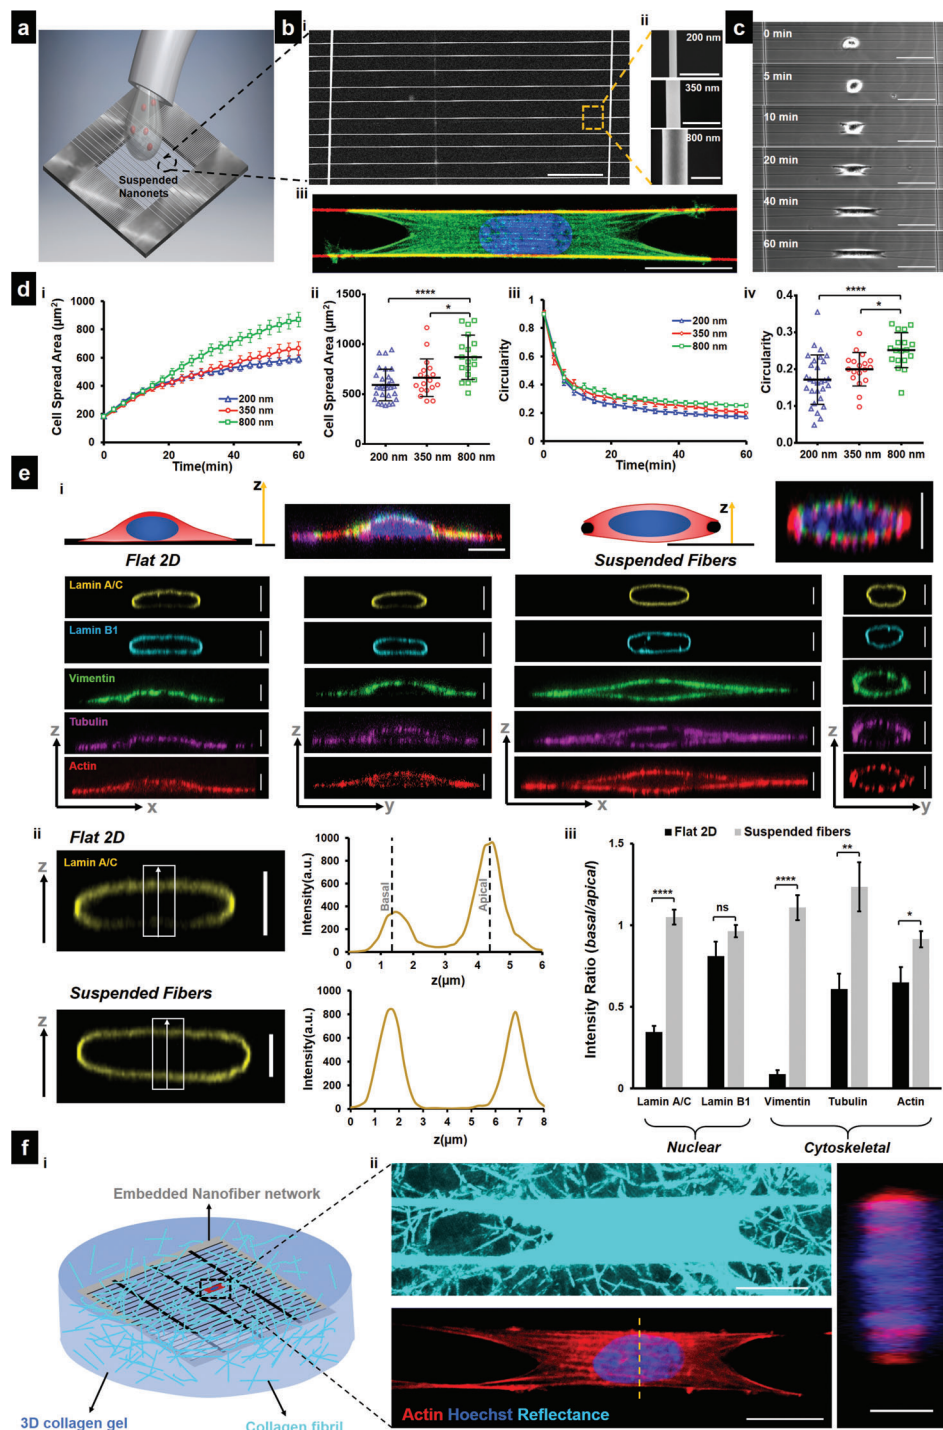 a
Suspended
Nanonets
b
i
ii
200 nm
350 nm
800 nm
iii
c
0 min
5 min
10 min
20 min
40 min
60 min
d
i
Cell Spread Area (µm²)
1000
800
600
400
200
0
0 20 40 60
Time(min)
200 nm
350 nm
800 nm
ii
Cell Spread Area (µm²)
1500
1000
500
0
****
*
200 nm 350 nm 800 nm
iii
Circularity
1
0.8
0.6
0.4
0.2
0
0 20 40 60
Time(min)
200 nm
350 nm
800 nm
iv
Circularity
0.4
0.3
0.2
0.1
0.0
****
*
200 nm 350 nm 800 nm
e
i
z
Flat 2D
z
Suspended Fibers
Lamin A/C
Lamin B1
Vimentin
Tubulin
Actin
z
x
z
y
z
x
z
y
ii
Flat 2D
z
Lamin A/C
Intensity(a.u.)
1000
800
600
400
200
0
Basal
Apical
0 1 2 3 4 5 6
z(µm)
Suspended Fibers
z
Intensity(a.u.)
1000
800
600
400
200
0
0 1 2 3 4 5 6 7 8
z(µm)
iii
Flat 2D
Suspended fibers
Intensity Ratio (basal/apical)
1.5
1
0.5
0
****
ns
****
**
*
Lamin A/C Lamin B1 Vimentin Tubulin Actin
Nuclear Cytoskeletal
f
i
Embedded Nanofiber network
3D collagen gel
Collagen fibril
ii
Actin Hoechst Reflectance